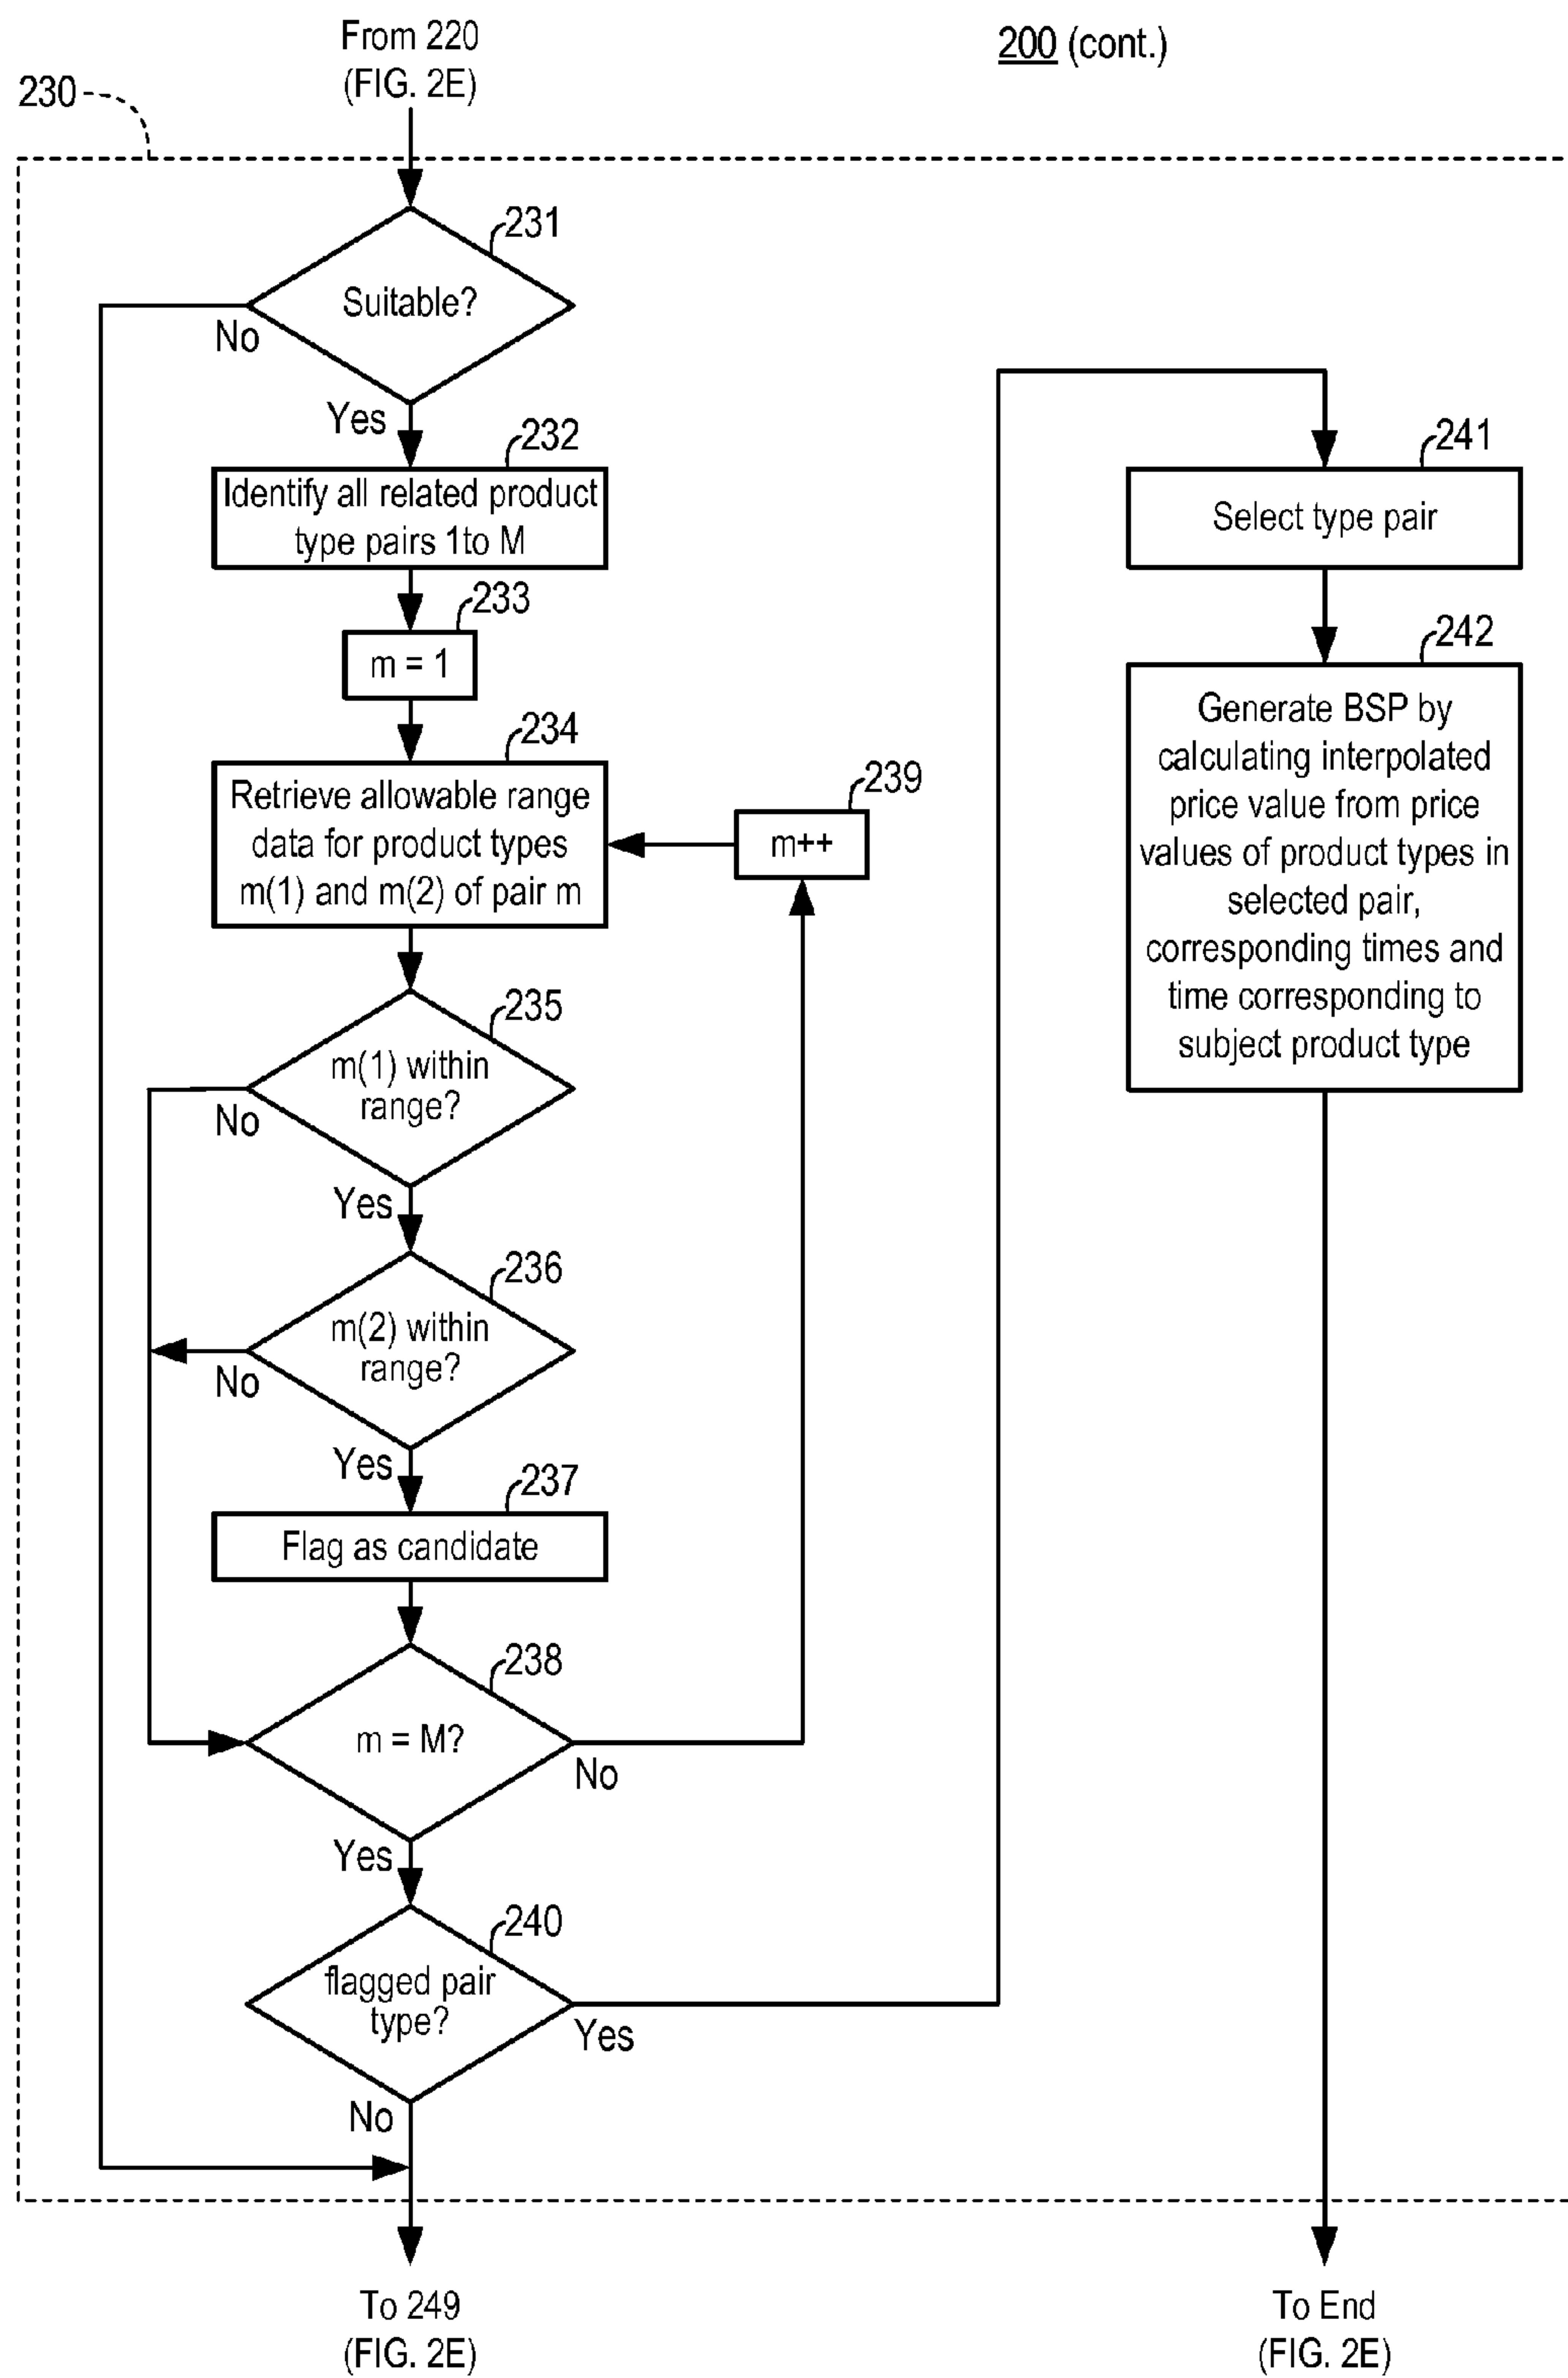 From 220
(FIG. 2E)
200 (cont.)
230
231
Suitable?
No
Yes
232
Identify all related product
type pairs 1to M
233
m = 1
234
Retrieve allowable range
data for product types
m(1) and m(2) of pair m
239
m++
235
m(1) within
range?
No
Yes
236
m(2) within
range?
No
Yes
237
Flag as candidate
238
m = M?
No
Yes
240
flagged pair
type?
Yes
No
241
Select type pair
242
Generate BSP by
calculating interpolated
price value from price
values of product types in
selected pair,
corresponding times and
time corresponding to
subject product type
To 249
(FIG. 2E)
To End
(FIG. 2E)